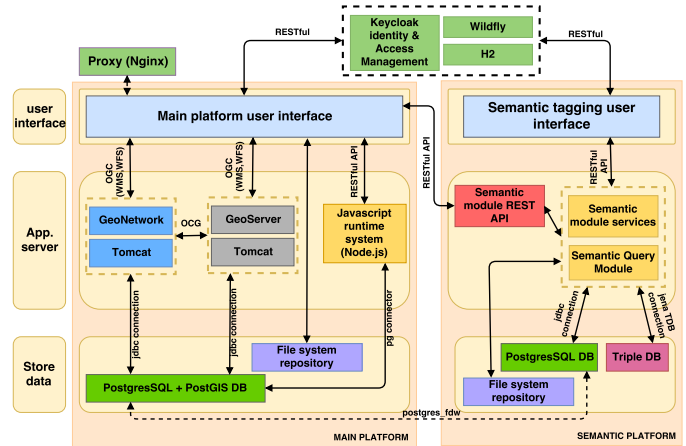 RESTful
Keycloak
identity &
Access
Management
Wildfly
H2
RESTful
Proxy (Nginx)
user
interface
Main platform user interface
Semantic tagging user
interface
OGC
(WMS,WFS)
OGC
(WMS,WFS)
RESTful API
RESTful API
RESTful
API
App.
server
GeoNetwork
Tomcat
OCG
GeoServer
Tomcat
Javascript
runtime
system
(Node.js)
Semantic
module REST
API
Semantic
module services
Semantic Query
Module
jdbc connection
jdbc connection
pg connector
jdbc
connection
jena TDB
connection
Store
data
File system
repository
PostgresSQL + PostGIS DB
PostgresSQL DB
Triple DB
File system
repository
postgres_fdw
MAIN PLATFORM
SEMANTIC PLATFORM